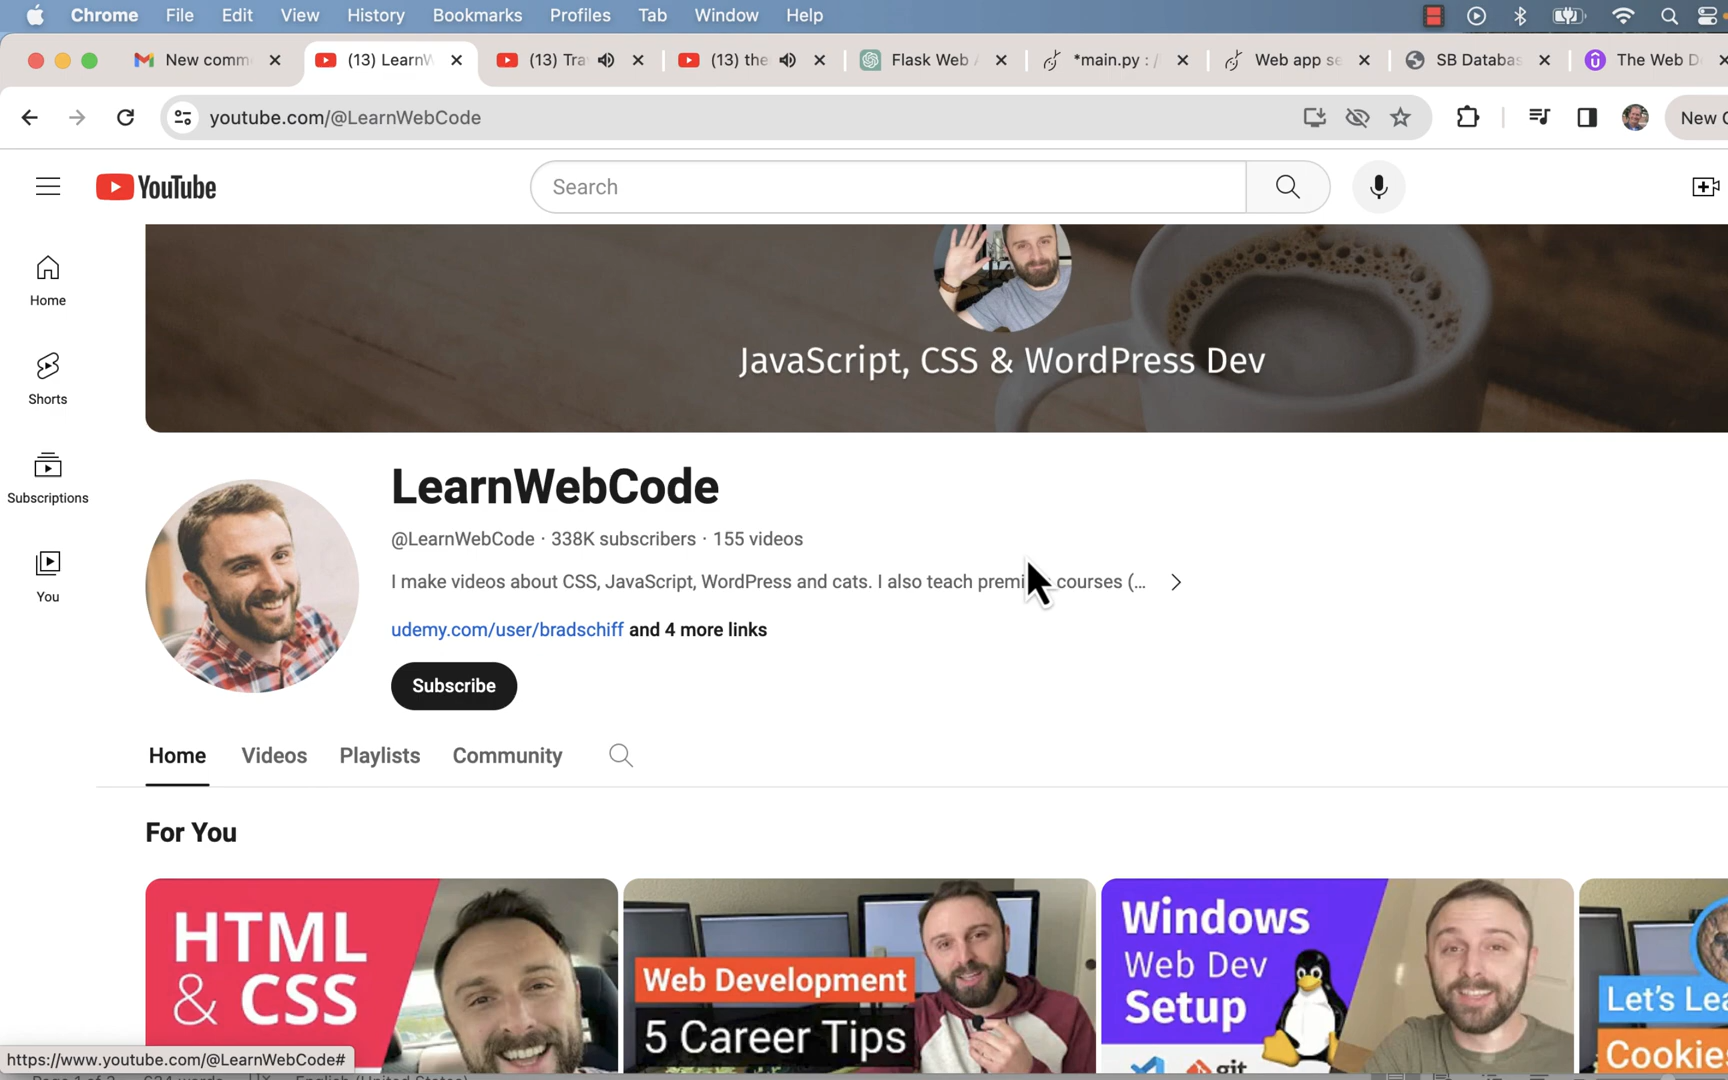 Chrome File Edit View History Bookmarks Profiles Tab Window Help
New comm (13) LearnW (13) Tra (13) the Flask Web *main.py : / Web app se SB Databas The Web D
youtube.com/@LearnWebCode New C
YouTube Search
Home
Shorts
Subscriptions
You
JavaScript, CSS & WordPress Dev
LearnWebCode
@LearnWebCode · 338K subscribers · 155 videos
I make videos about CSS, JavaScript, WordPress and cats. I also teach premi courses (...
udemy.com/user/bradschiff and 4 more links
Subscribe
Home Videos Playlists Community
For You
HTML
& CSS
Web Development
5 Career Tips
Windows
Web Dev
Setup
git
Let's Lea
Cookies
https://www.youtube.com/@LearnWebCode#